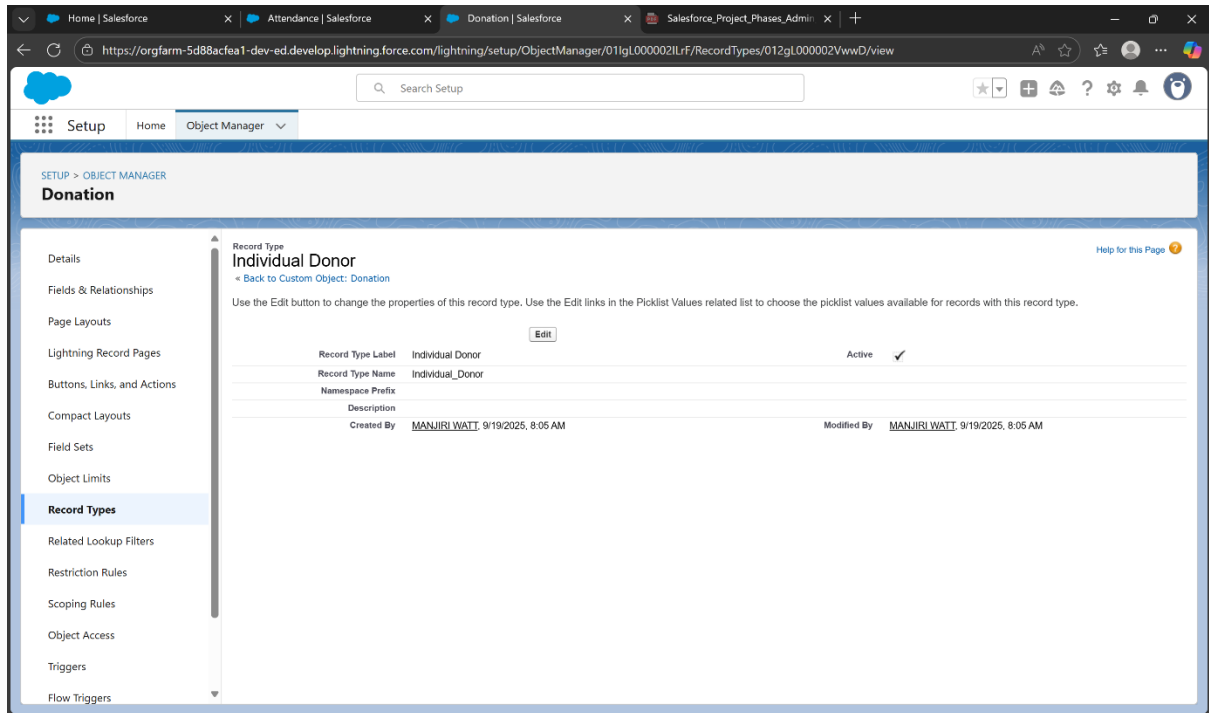 Home | Salesforce
Attendance | Salesforce
Donation | Salesforce
Salesforce_Project_Phases_Admin
https://orgfarm-5d88acfea1-dev-ed.develop.lightning.force.com/lightning/setup/ObjectManager/01IgL000002ILrF/RecordTypes/012gL000002VwwD/view
Search Setup
Setup
Home
Object Manager
SETUP > OBJECT MANAGER
Donation
Details
Fields & Relationships
Page Layouts
Lightning Record Pages
Buttons, Links, and Actions
Compact Layouts
Field Sets
Object Limits
Record Types
Related Lookup Filters
Restriction Rules
Scoping Rules
Object Access
Triggers
Flow Triggers
Record Type
Individual Donor
« Back to Custom Object: Donation
Help for this Page
Use the Edit button to change the properties of this record type. Use the Edit links in the Picklist Values related list to choose the picklist values available for records with this record type.
Edit
Record Type Label Individual Donor Active ✓
Record Type Name Individual_Donor
Namespace Prefix
Description
Created By MANJIRI WATT, 9/19/2025, 8:05 AM Modified By MANJIRI WATT, 9/19/2025, 8:05 AM